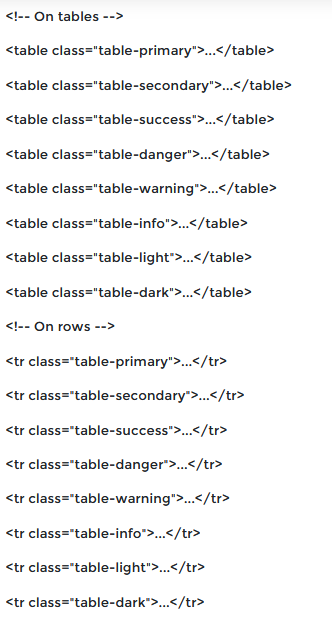 <!-- On tables -->
<table class="table-primary">...</table>
<table class="table-secondary">...</table>
<table class="table-success">...</table>
<table class="table-danger">...</table>
<table class="table-warning">...</table>
<table class="table-info">...</table>
<table class="table-light">...</table>
<table class="table-dark">...</table>
<!-- On rows -->
<tr class="table-primary">...</tr>
<tr class="table-secondary">...</tr>
<tr class="table-success">...</tr>
<tr class="table-danger">...</tr>
<tr class="table-warning">...</tr>
<tr class="table-info">...</tr>
<tr class="table-light">...</tr>
<tr class="table-dark">...</tr>